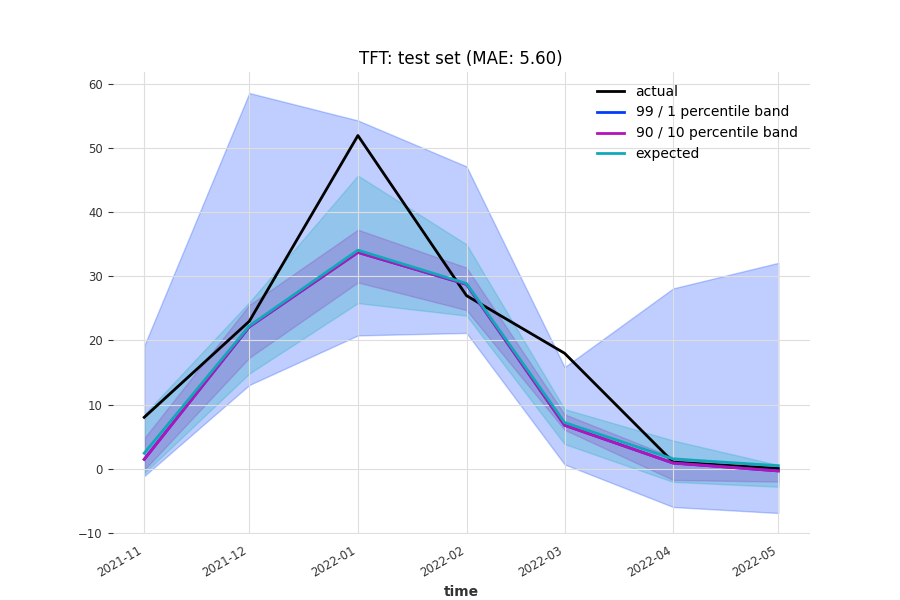 TFT: test set (MAE: 5.60)
actual
99 / 1 percentile band
90 / 10 percentile band
expected
60
50
40
30
20
10
0
−10
2021-11
2021-12
2022-01
2022-02
2022-03
2022-04
2022-05
time